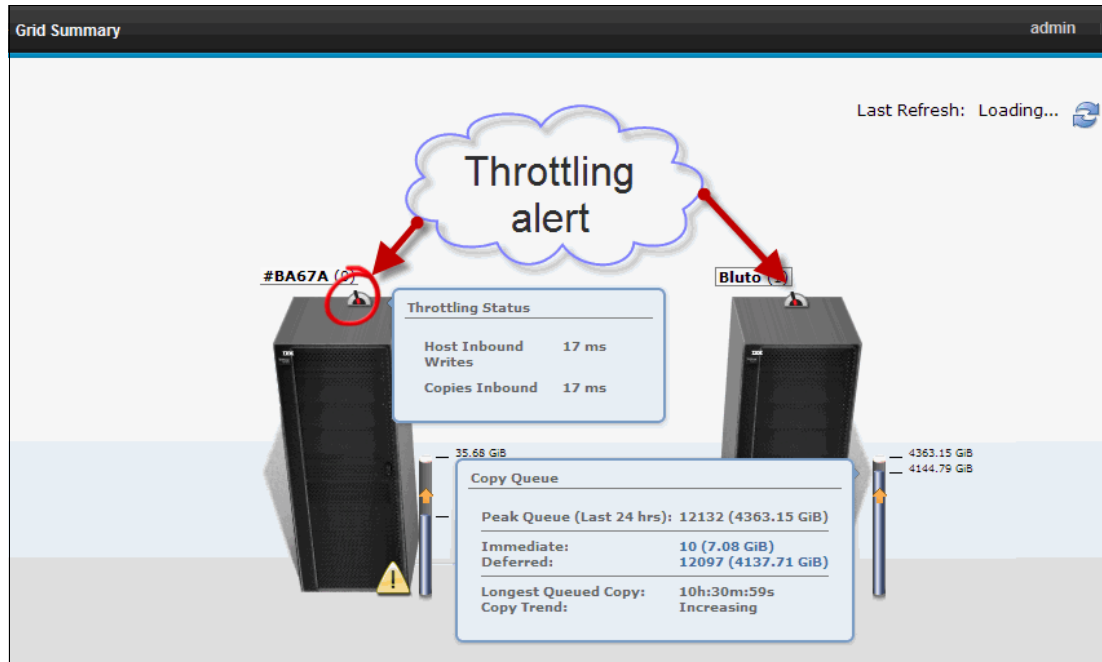 Grid Summary
admin
Last Refresh: Loading...
Throttling
alert
#BA67A (0)
Bluto (1)
Throttling Status
Host Inbound 17 ms
Writes
Copies Inbound 17 ms
35.68 GiB
4363.15 GiB
4144.79 GiB
Copy Queue
Peak Queue (Last 24 hrs): 12132 (4363.15 GiB)
Immediate: 10 (7.08 GiB)
Deferred: 12097 (4137.71 GiB)
Longest Queued Copy: 10h:30m:59s
Copy Trend: Increasing